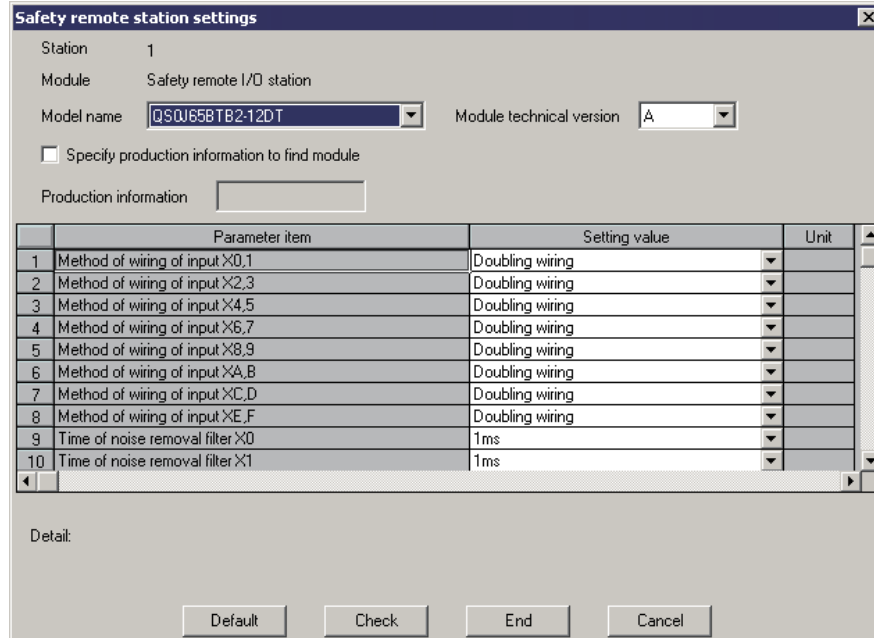 Safety remote station settings
Station 1
Module Safety remote I/O station
Model name QS0J65BTB2-12DT Module technical version A
Specify production information to find module
Production information
Parameter item Setting value Unit
1 Method of wiring of input X0,1 Doubling wiring
2 Method of wiring of input X2,3 Doubling wiring
3 Method of wiring of input X4,5 Doubling wiring
4 Method of wiring of input X6,7 Doubling wiring
5 Method of wiring of input X8,9 Doubling wiring
6 Method of wiring of input XA,B Doubling wiring
7 Method of wiring of input XC,D Doubling wiring
8 Method of wiring of input XE,F Doubling wiring
9 Time of noise removal filter X0 1ms
10 Time of noise removal filter X1 1ms
Detail:
Default Check End Cancel